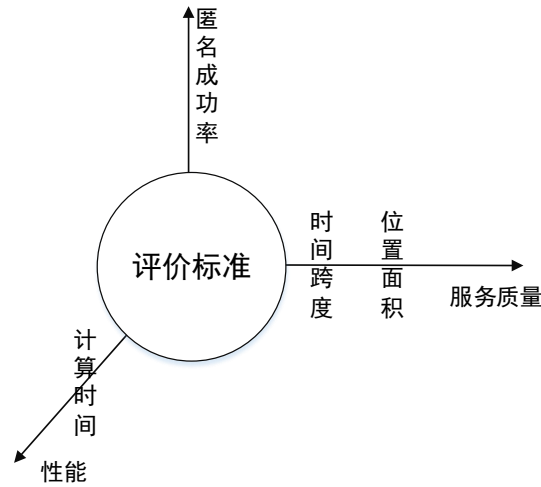 匿名成功率
评价标准
时间跨度
位置面积
服务质量
计算时间
性能